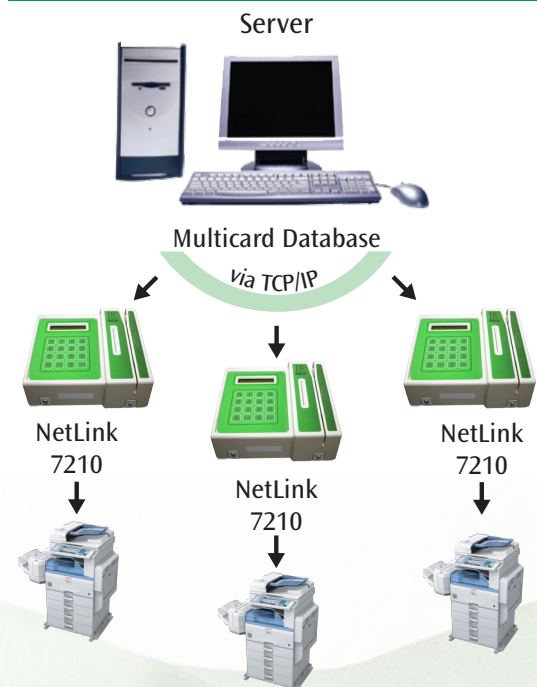 Server
Multicard Database
via TCP/IP
NetLink
7210
NetLink
7210
NetLink
7210